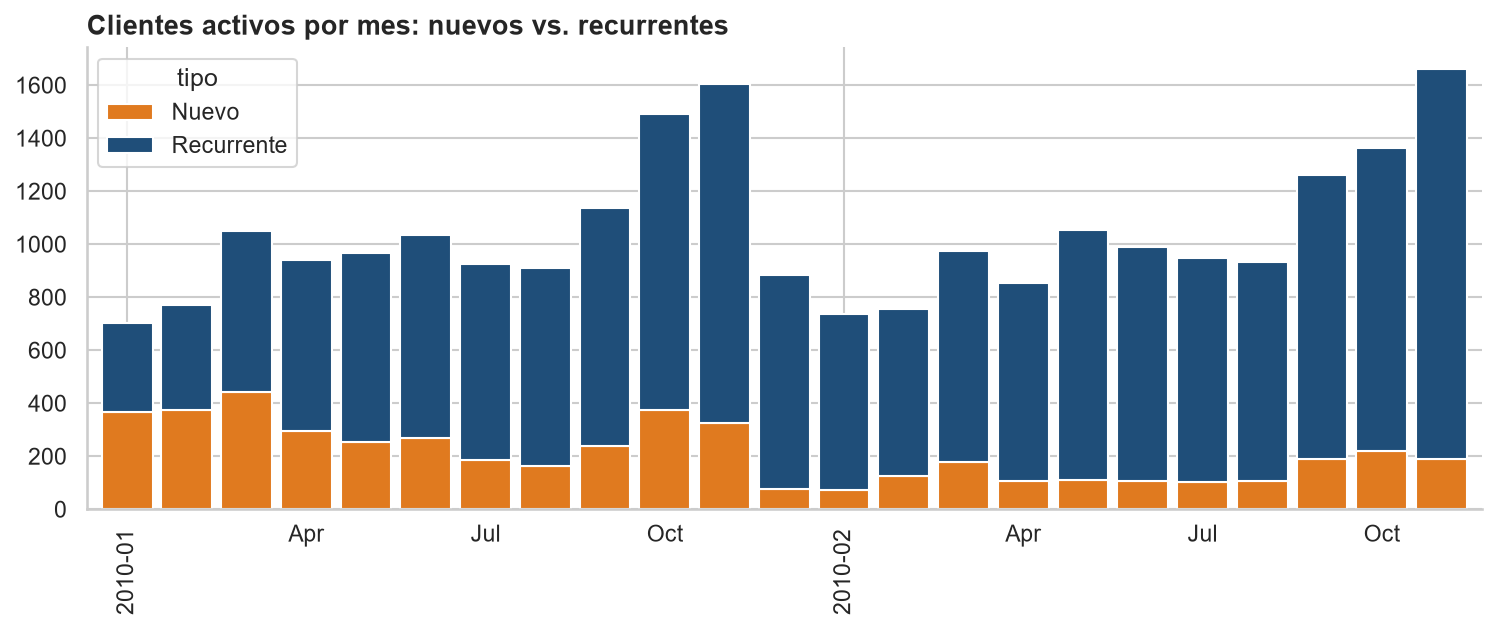 Clientes activos por mes: nuevos vs. recurrentes
tipo
Nuevo
Recurrente
1600
1400
1200
1000
800
600
400
200
0
2010-01
Apr
Jul
Oct
2010-02
Apr
Jul
Oct